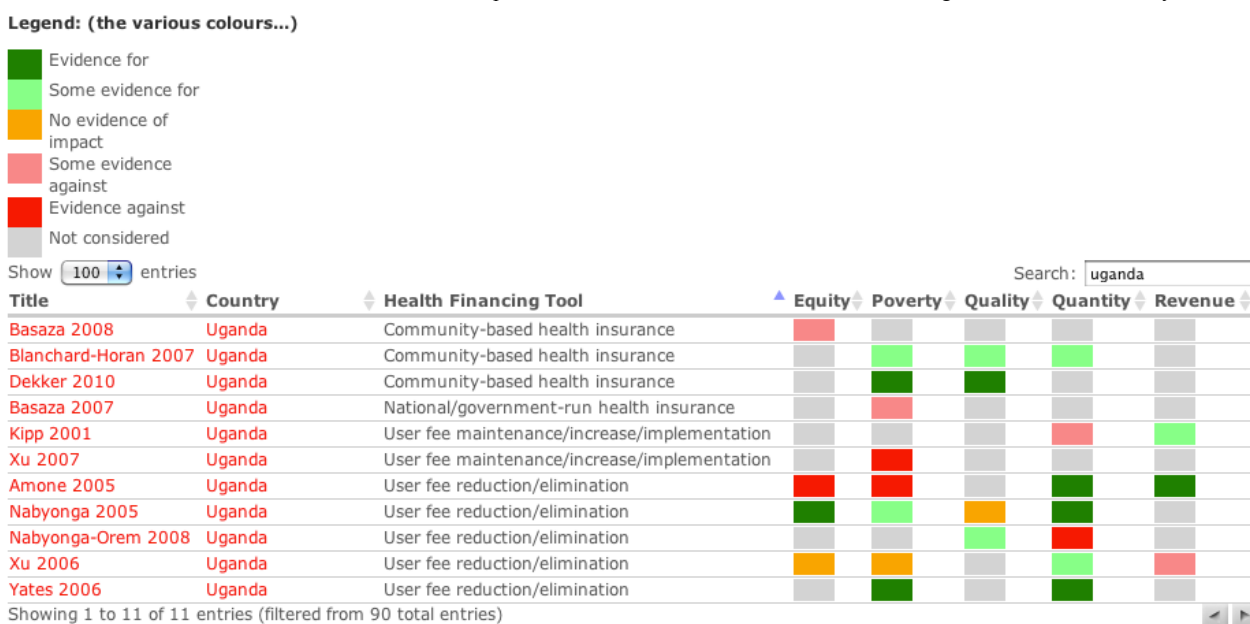 Legend: (the various colours...)
Evidence for
Some evidence for
No evidence of
impact
Some evidence
against
Evidence against
Not considered
Show 100 entries Search: uganda
Title Country Health Financing Tool Equity Poverty Quality Quantity Revenue
Basaza 2008 Uganda Community-based health insurance
Blanchard-Horan 2007 Uganda Community-based health insurance
Dekker 2010 Uganda Community-based health insurance
Basaza 2007 Uganda National/government-run health insurance
Kipp 2001 Uganda User fee maintenance/increase/implementation
Xu 2007 Uganda User fee maintenance/increase/implementation
Amone 2005 Uganda User fee reduction/elimination
Nabyonga 2005 Uganda User fee reduction/elimination
Nabyonga-Orem 2008 Uganda User fee reduction/elimination
Xu 2006 Uganda User fee reduction/elimination
Yates 2006 Uganda User fee reduction/elimination
Showing 1 to 11 of 11 entries (filtered from 90 total entries)